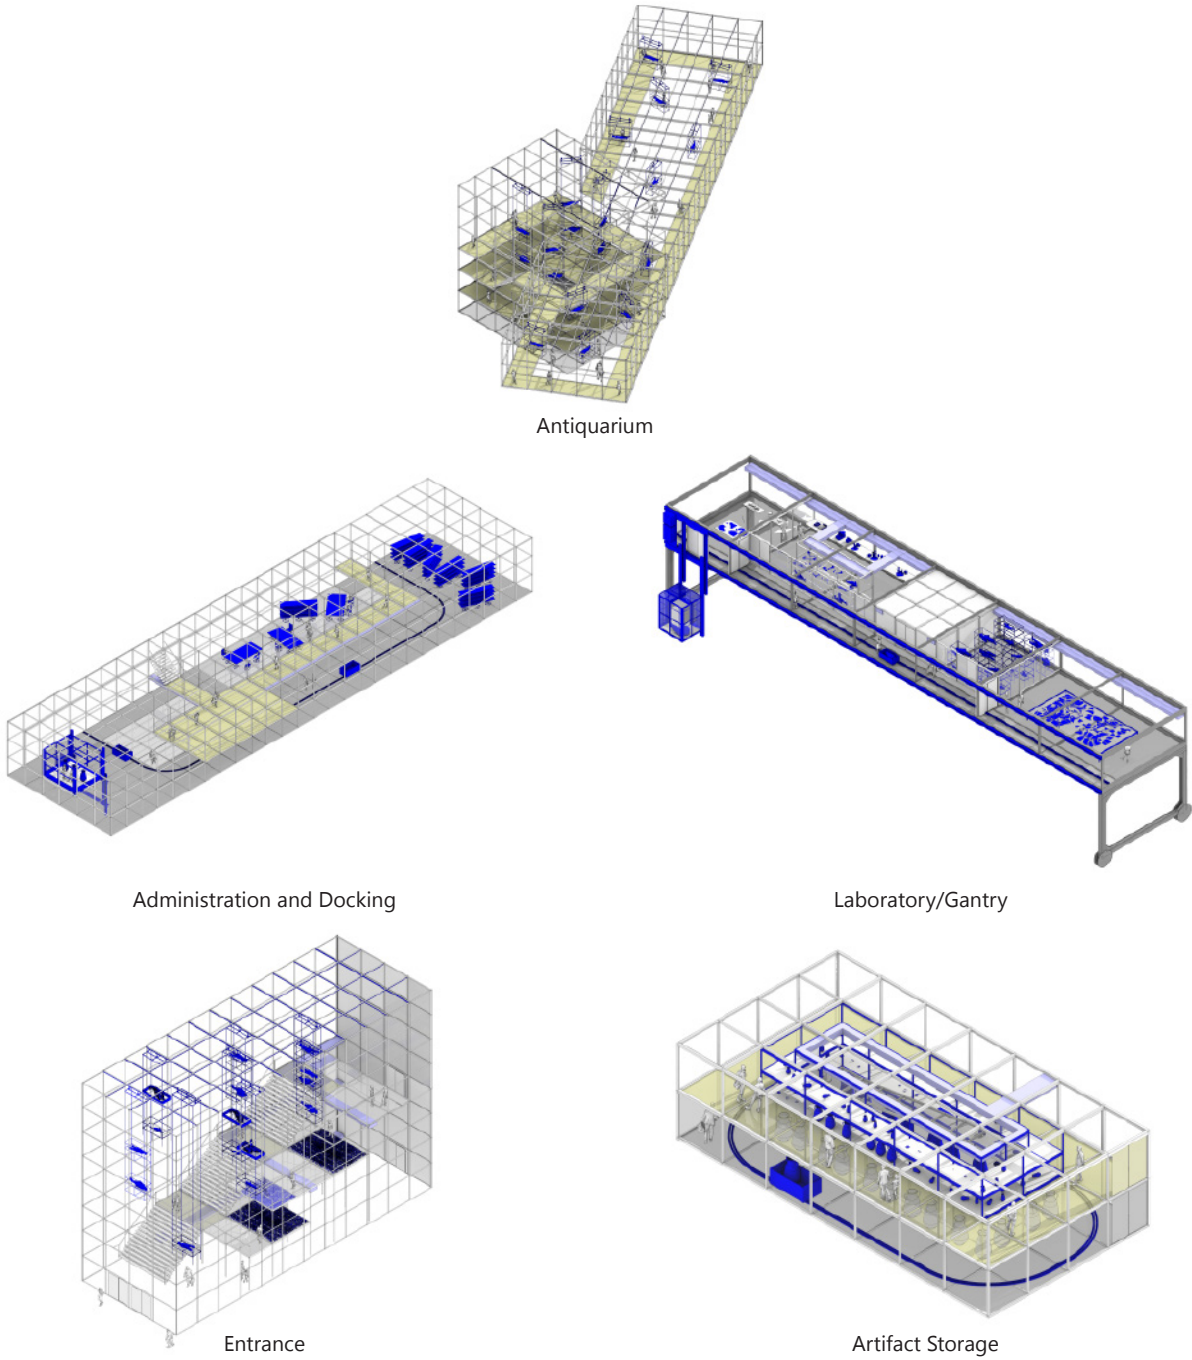 Antiquarium
Administration and Docking
Laboratory/Gantry
Entrance
Artifact Storage